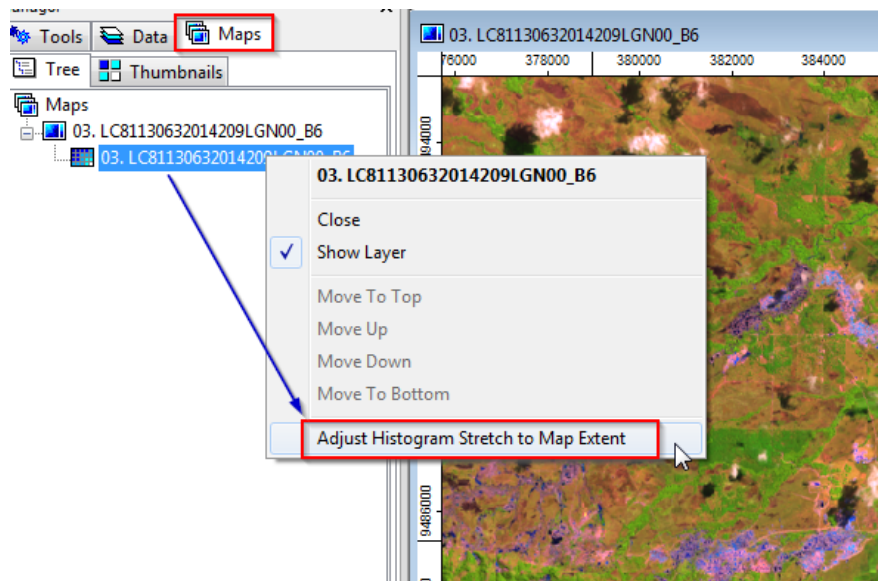 Tools Data Maps
Tree Thumbnails
Maps
03. LC81130632014209LGN00_B6
03. LC81130632014209LGN00_B6
03. LC81130632014209LGN00_B6
Close
Show Layer
Move To Top
Move Up
Move Down
Move To Bottom
Adjust Histogram Stretch to Map Extent
03. LC81130632014209LGN00_B6
378000 380000 382000 384000
9486000